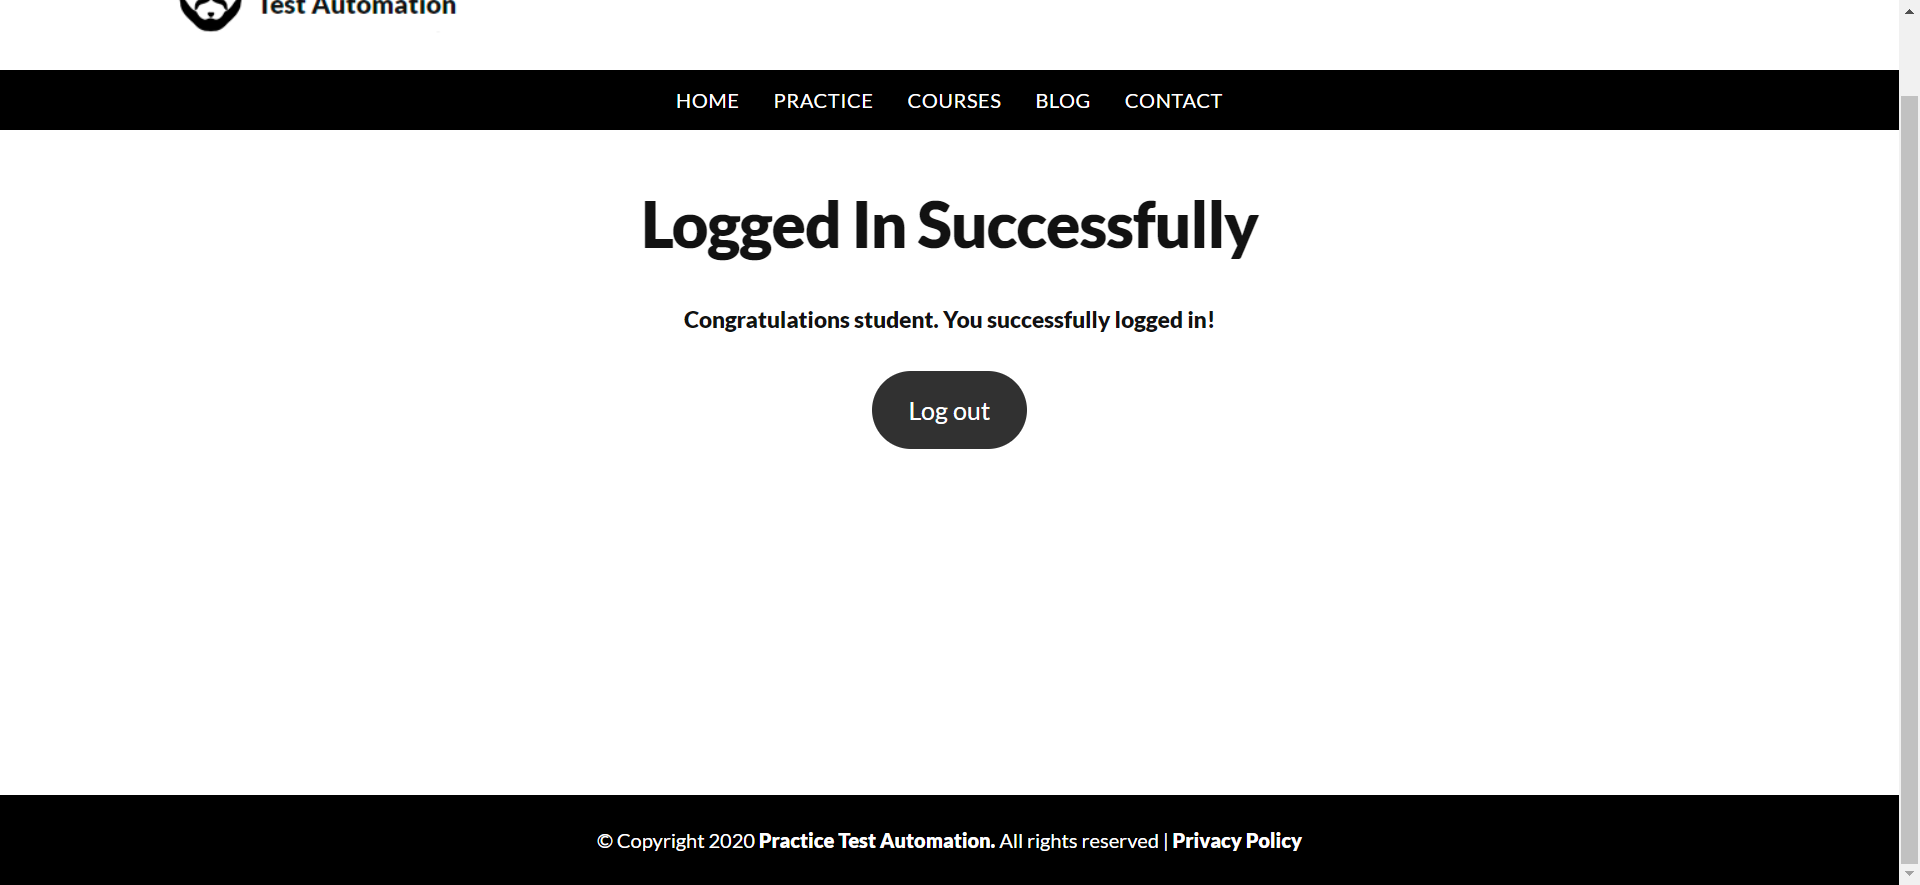 Test Automation
HOME PRACTICE COURSES BLOG CONTACT
Logged In Successfully
Congratulations student. You successfully logged in!
Log out
© Copyright 2020 Practice Test Automation. All rights reserved | Privacy Policy